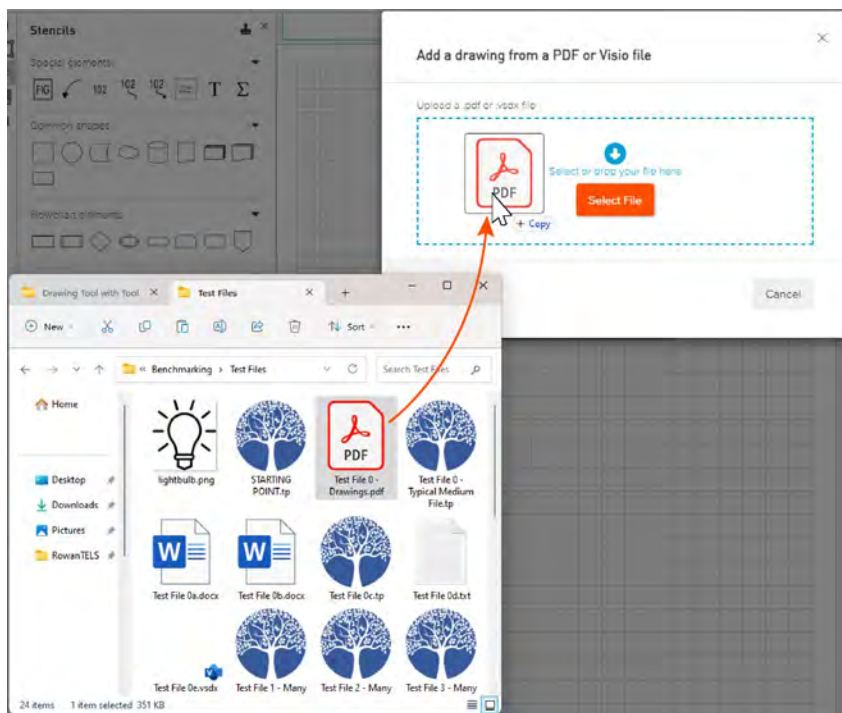 Stencils
Special elements
FIG 102 102 102 T Σ
Common shapes
Flowchart elements
Add a drawing from a PDF or Visio file
Upload a .pdf or .vsdx file
PDF
Select or drop your file here
Select File
+ Copy
Cancel
Drawing Tool with Tool
Test Files
New
Sort
Benchmarking > Test Files
Search Test Files
Home
Desktop
Downloads
Pictures
RowanTELS
PDF
lightbulb.png
STARTING
POINT.tp
Test File 0 -
Drawings.pdf
Test File 0 -
Typical Medium
File.tp
W
W
Test File 0a.docx
Test File 0b.docx
Test File 0c.tp
Test File 0d.txt
Test File 0e.vsdx
Test File 1 - Many
Test File 2 - Many
Test File 3 - Many
24 items 1 item selected 351 KB